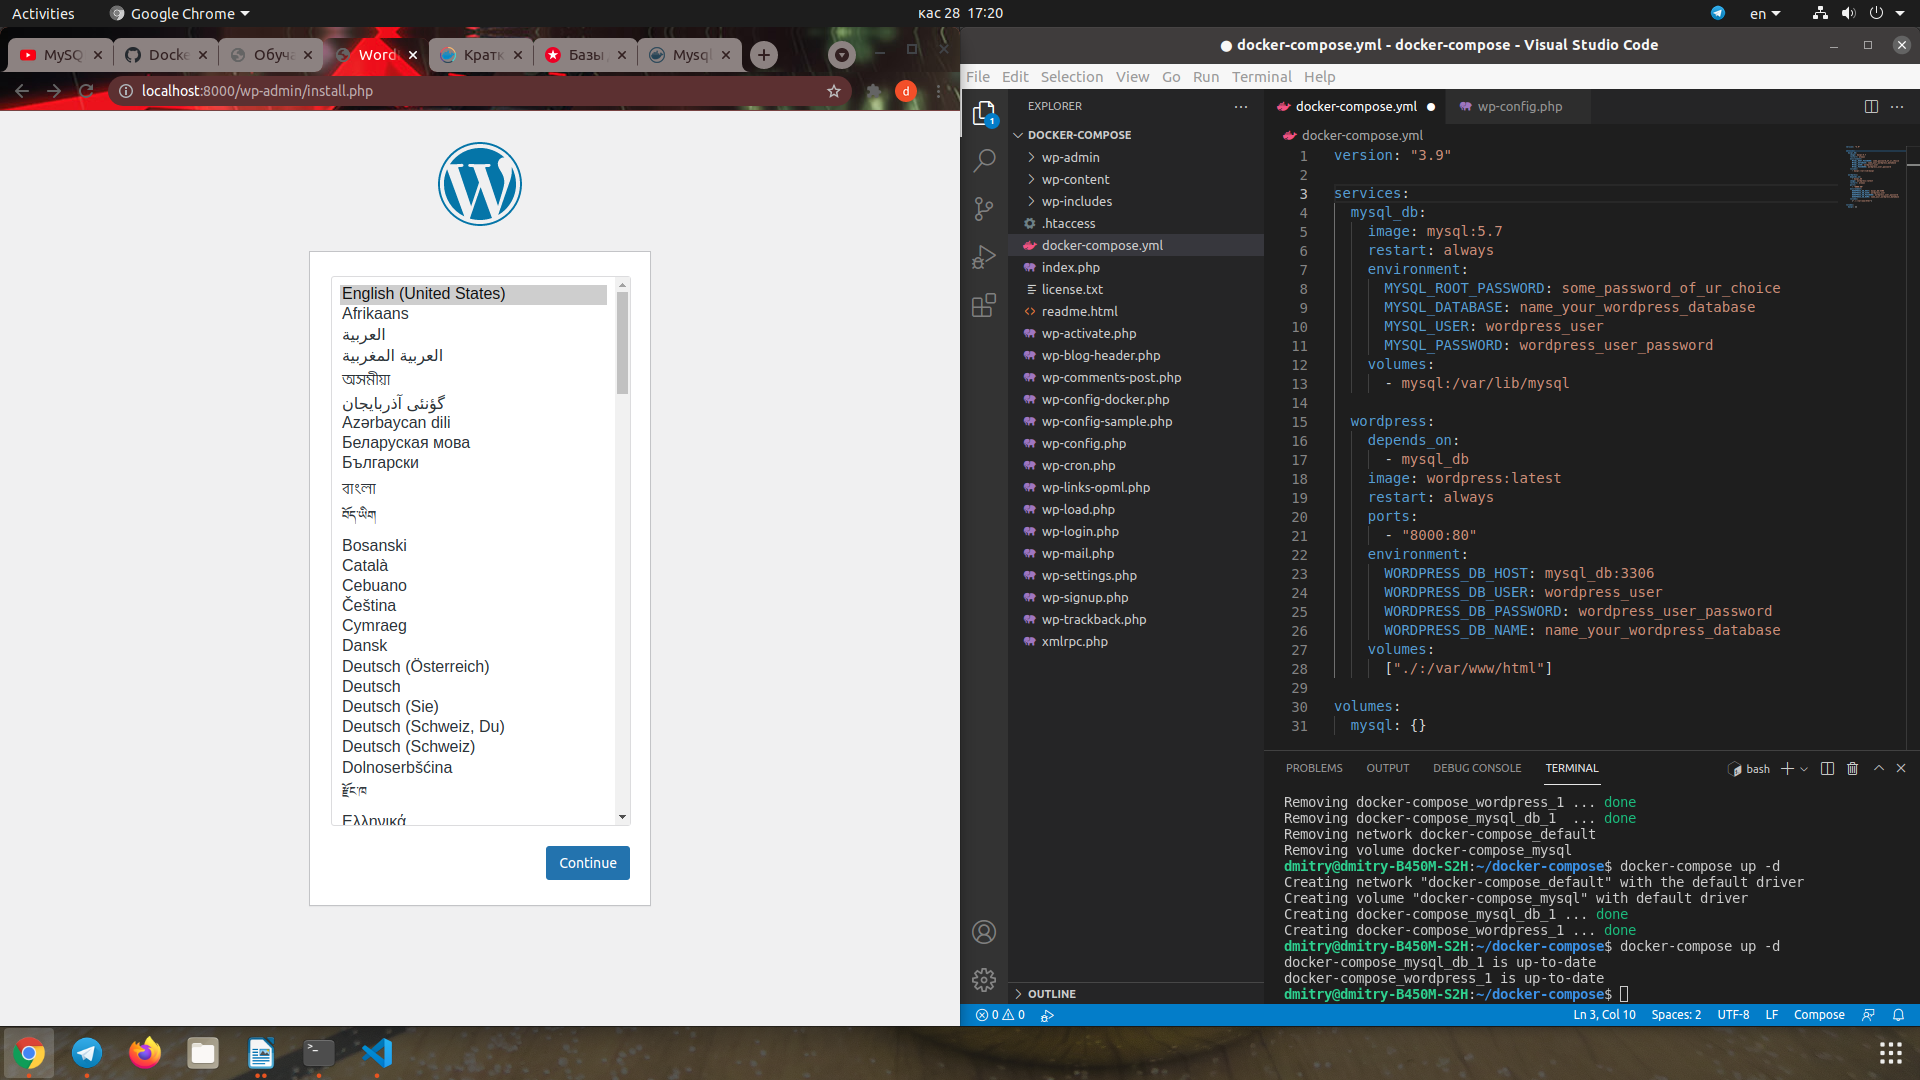 Activities
Google Chrome
кас 28 17:20
en
MySQ
Docke
Обуча
Word
Кратк
Базы
Mysql
localhost:8000/wp-admin/install.php
d
English (United States)
Afrikaans
العربية
العربية المغربية
অসমীয়া
گؤنئی آذربایجان
Azərbaycan dili
Беларуская мова
Български
বাংলা
བོད་ཡིག
Bosanski
Català
Cebuano
Čeština
Cymraeg
Dansk
Deutsch (Österreich)
Deutsch
Deutsch (Sie)
Deutsch (Schweiz, Du)
Deutsch (Schweiz)
Dolnoserbšćina
རྫོང་ཁ
Ελληνικά
Continue
● docker-compose.yml - docker-compose - Visual Studio Code
File Edit Selection View Go Run Terminal Help
1
EXPLORER
DOCKER-COMPOSE
wp-admin
wp-content
wp-includes
.htaccess
docker-compose.yml
index.php
license.txt
readme.html
wp-activate.php
wp-blog-header.php
wp-comments-post.php
wp-config-docker.php
wp-config-sample.php
wp-config.php
wp-cron.php
wp-links-opml.php
wp-load.php
wp-login.php
wp-mail.php
wp-settings.php
wp-signup.php
wp-trackback.php
xmlrpc.php
OUTLINE
docker-compose.yml ●
wp-config.php
docker-compose.yml
1 version: "3.9"
2
3 services:
4 mysql_db:
5 image: mysql:5.7
6 restart: always
7 environment:
8 MYSQL_ROOT_PASSWORD: some_password_of_ur_choice
9 MYSQL_DATABASE: name_your_wordpress_database
10 MYSQL_USER: wordpress_user
11 MYSQL_PASSWORD: wordpress_user_password
12 volumes:
13 - mysql:/var/lib/mysql
14
15 wordpress:
16 depends_on:
17 - mysql_db
18 image: wordpress:latest
19 restart: always
20 ports:
21 - "8000:80"
22 environment:
23 WORDPRESS_DB_HOST: mysql_db:3306
24 WORDPRESS_DB_USER: wordpress_user
25 WORDPRESS_DB_PASSWORD: wordpress_user_password
26 WORDPRESS_DB_NAME: name_your_wordpress_database
27 volumes:
28 ["./:/var/www/html"]
29
30 volumes:
31 mysql: {}
PROBLEMS OUTPUT DEBUG CONSOLE TERMINAL
bash
Removing docker-compose_wordpress_1 ... done
Removing docker-compose_mysql_db_1 ... done
Removing network docker-compose_default
Removing volume docker-compose_mysql
dmitry@dmitry-B450M-S2H:~/docker-compose$ docker-compose up -d
Creating network "docker-compose_default" with the default driver
Creating volume "docker-compose_mysql" with default driver
Creating docker-compose_mysql_db_1 ... done
Creating docker-compose_wordpress_1 ... done
dmitry@dmitry-B450M-S2H:~/docker-compose$ docker-compose up -d
docker-compose_mysql_db_1 is up-to-date
docker-compose_wordpress_1 is up-to-date
dmitry@dmitry-B450M-S2H:~/docker-compose$
0 0
Ln 3, Col 10 Spaces: 2 UTF-8 LF Compose